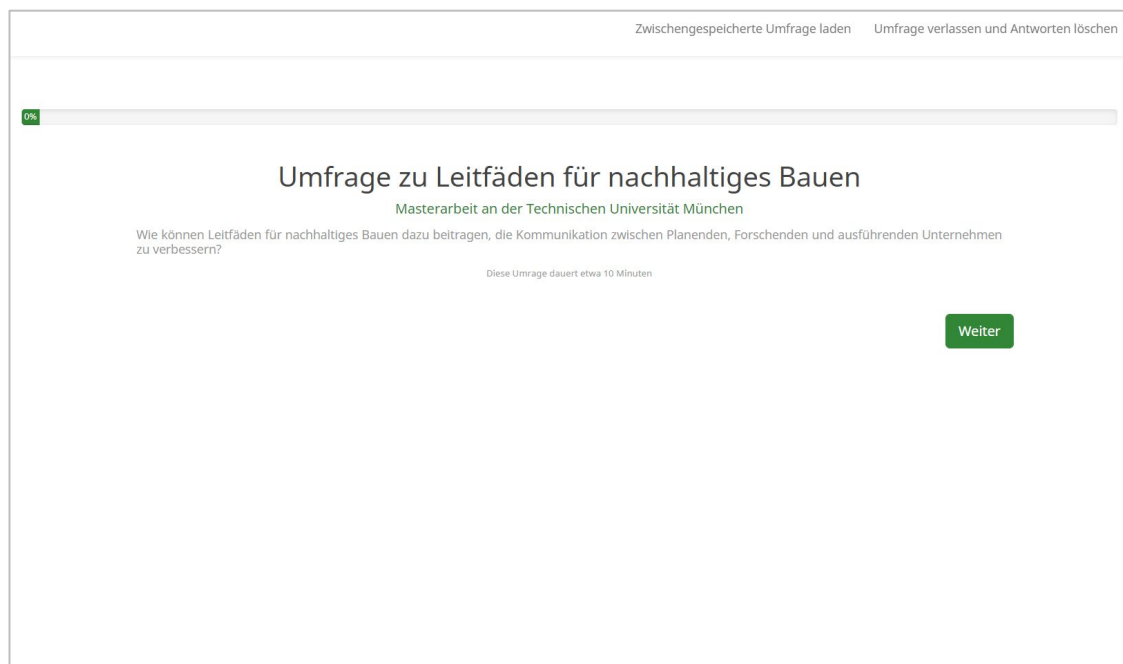 Zwischengespeicherte Umfrage laden Umfrage verlassen und Antworten löschen
0%
Umfrage zu Leitfäden für nachhaltiges Bauen
Masterarbeit an der Technischen Universität München
Wie können Leitfäden für nachhaltiges Bauen dazu beitragen, die Kommunikation zwischen Planenden, Forschenden und ausführenden Unternehmen
zu verbessern?
Diese Umrage dauert etwa 10 Minuten
Weiter